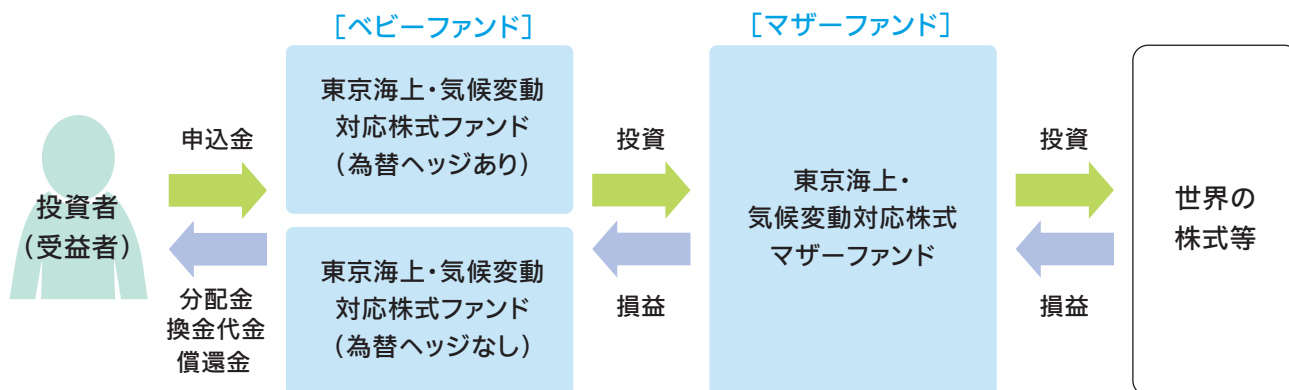 [ベビーファンド]
[マザーファンド]
投資者
(受益者)
申込金
分配金
換金代金
償還金
東京海上・気候変動
対応株式ファンド
(為替ヘッジあり)
東京海上・気候変動
対応株式ファンド
(為替ヘッジなし)
投資
損益
東京海上・
気候変動対応株式
マザーファンド
投資
損益
世界の
株式等